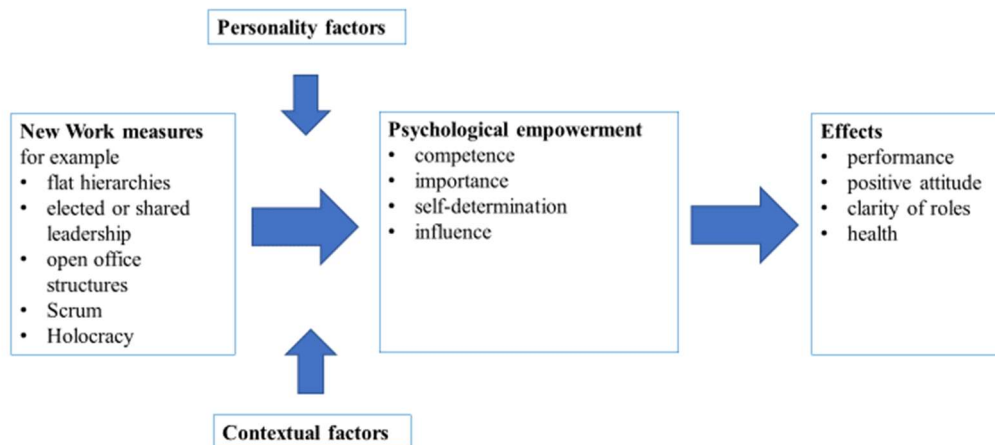 Personality factors
New Work measures
for example
• flat hierarchies
• elected or shared
leadership
• open office
structures
• Scrum
• Holocracy
Psychological empowerment
• competence
• importance
• self-determination
• influence
Effects
• performance
• positive attitude
• clarity of roles
• health
Contextual factors